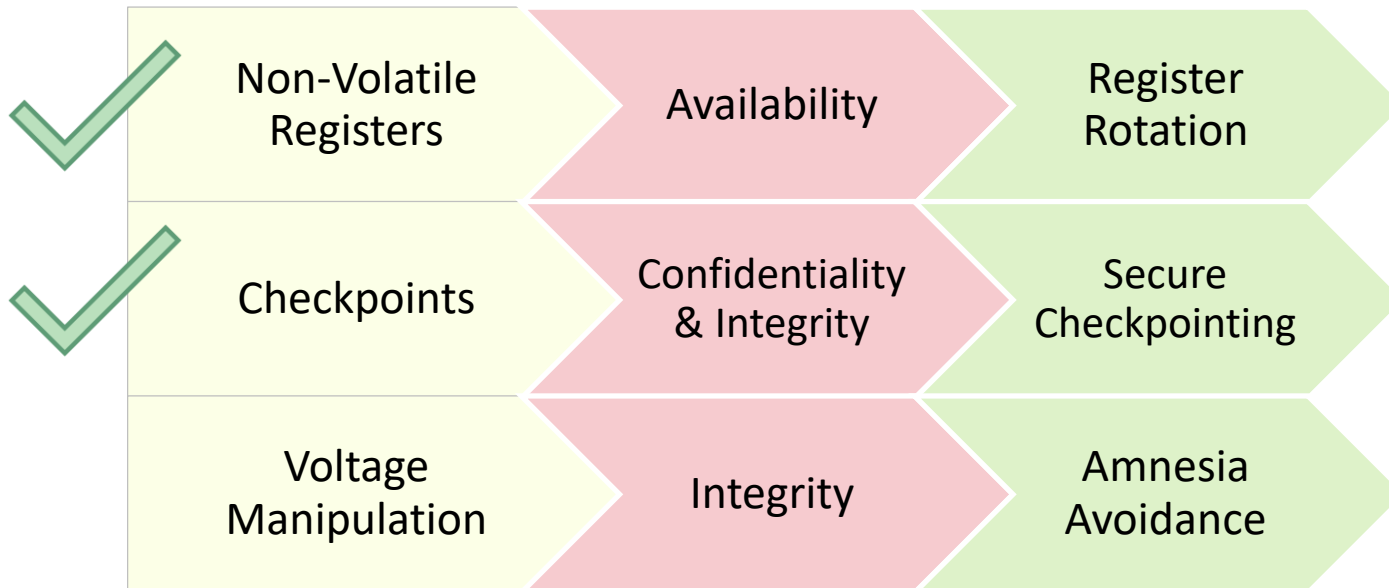 Non-Volatile
Registers
Availability
Register
Rotation
Checkpoints
Confidentiality
& Integrity
Secure
Checkpointing
Voltage
Manipulation
Integrity
Amnesia
Avoidance